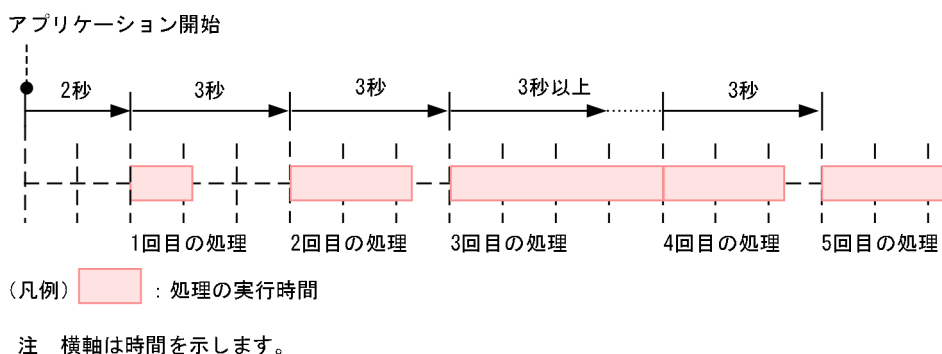 アプリケーション開始
2秒 3秒 3秒 3秒以上 3秒
1回目の処理 2回目の処理 3回目の処理 4回目の処理 5回目の処理
(凡例) : 処理の実行時間
注 横軸は時間を示します。